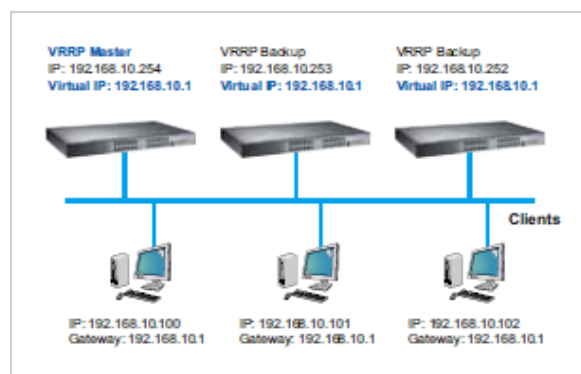 VRRP Master
IP: 192.168.10.254
Virtual IP: 192.168.10.1
VRRP Backup
IP: 192.168.10.253
Virtual IP: 192.168.10.1
VRRP Backup
IP: 192.168.10.252
Virtual IP: 192.168.10.1
Clients
IP: 192.168.10.100
Gateway: 192.168.10.1
IP: 192.168.10.101
Gateway: 192.168.10.1
IP: 192.168.10.102
Gateway: 192.168.10.1